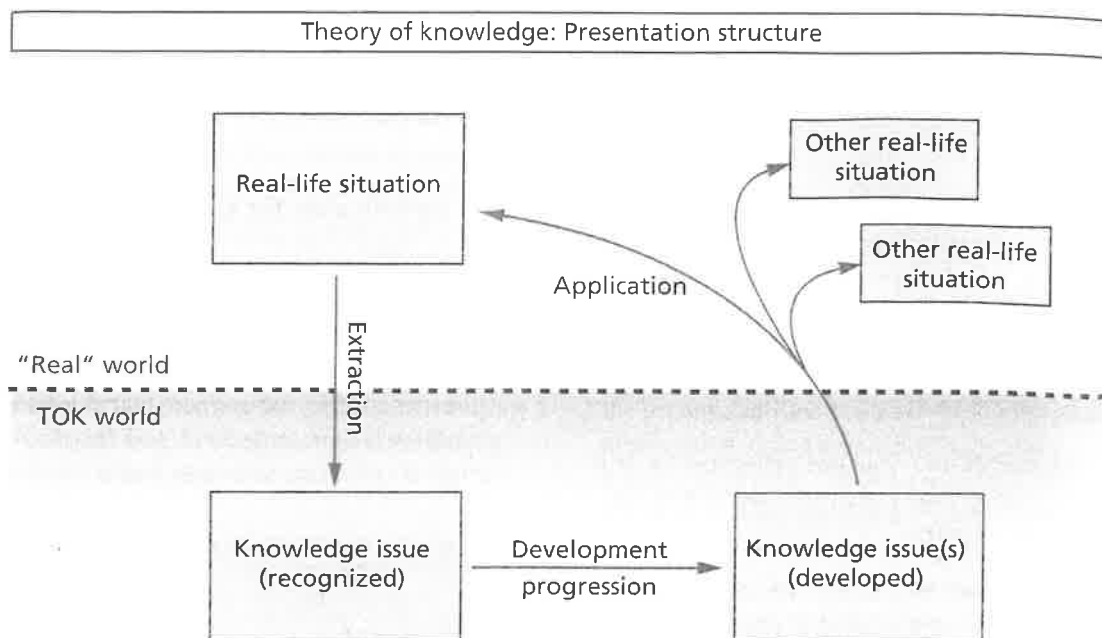 Theory of knowledge: Presentation structure
Real-life situation
Other real-life
situation
Other real-life
situation
Application
Extraction
“Real” world
TOK world
Knowledge issue
(recognized)
Development
progression
Knowledge issue(s)
(developed)